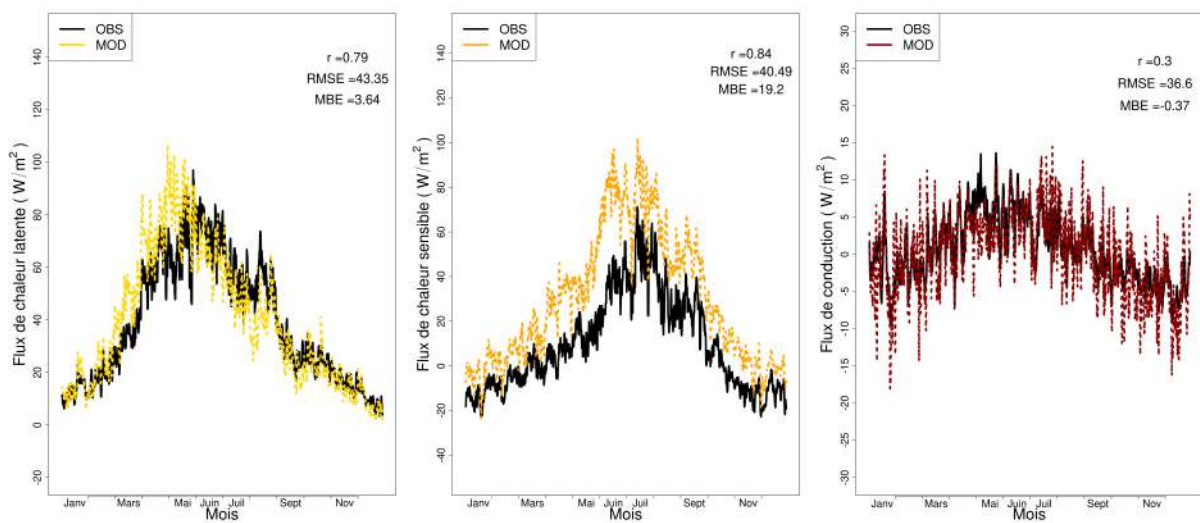 OBS
MOD
r =0.79
RMSE =43.35
MBE =3.64
Flux de chaleur latente ( W/m²)
140
120
100
80
60
40
20
0
-20
Janv Mars Mai Juin Juil Sept Nov
Mois
OBS
MOD
r =0.84
RMSE =40.49
MBE =19.2
Flux de chaleur sensible ( W/m²)
140
120
100
80
60
40
20
0
-20
-40
Janv Mars Mai Juin Juil Sept Nov
Mois
OBS
MOD
r =0.3
RMSE =36.6
MBE =-0.37
Flux de conduction ( W/m²)
30
25
20
15
10
5
0
-5
-10
-15
-20
-25
-30
Janv Mars Mai Juin Juil Sept Nov
Mois